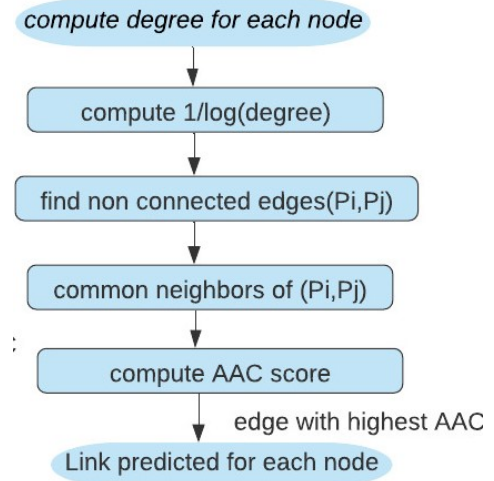 compute degree for each node
compute 1/log(degree)
find non connected edges(Pi,Pj)
common neighbors of (Pi,Pj)
compute AAC score
edge with highest AAC
Link predicted for each node